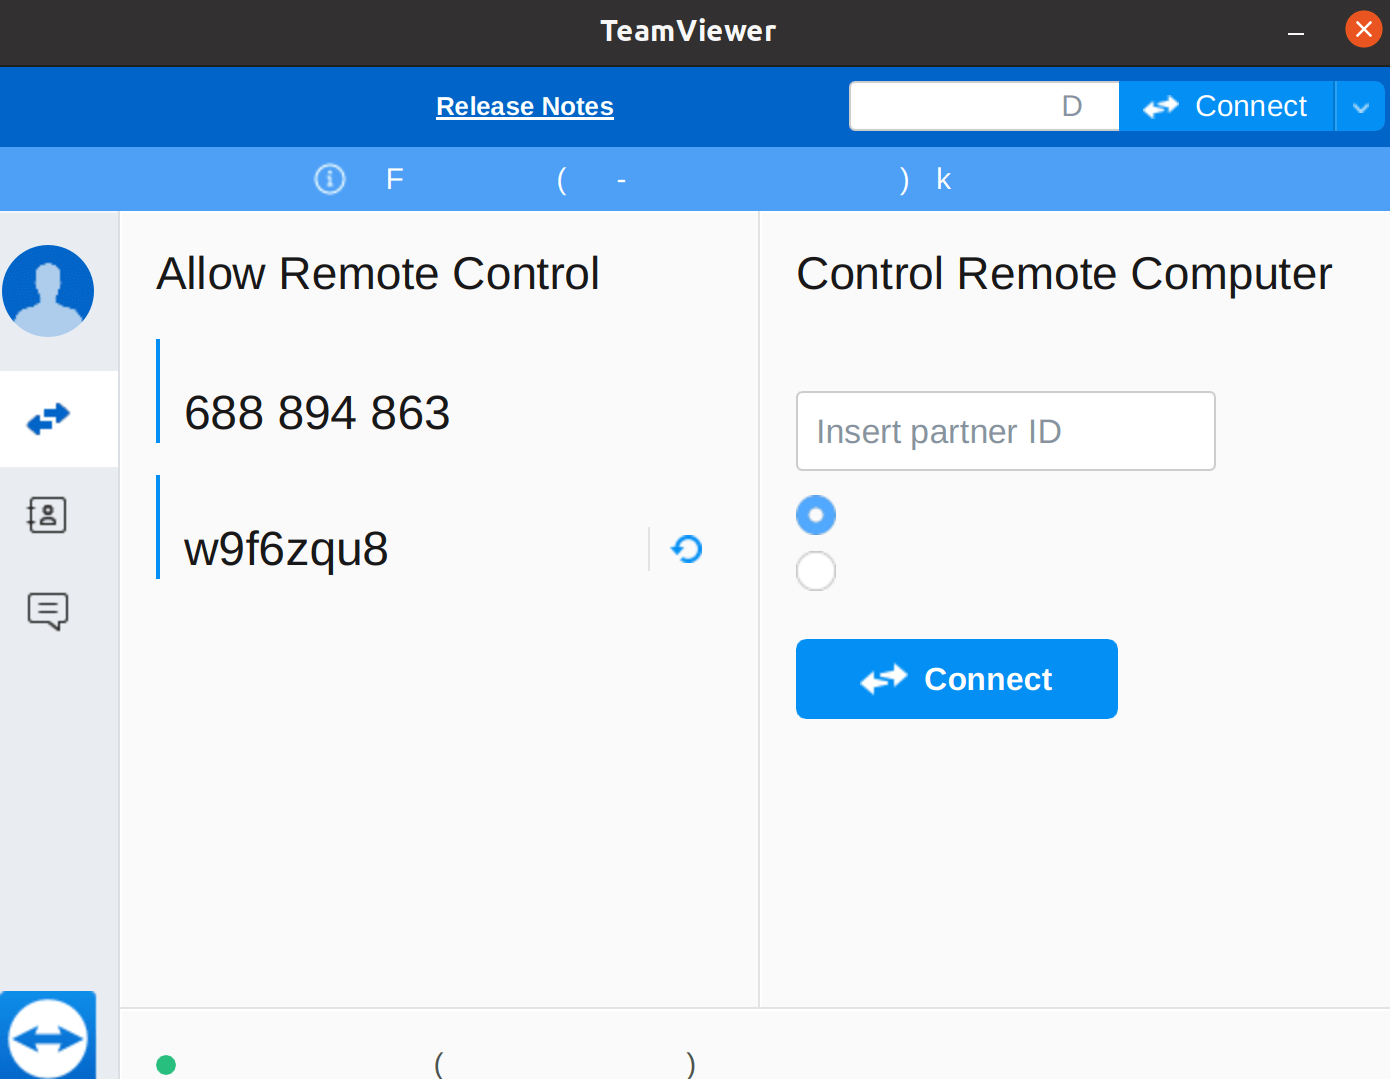 TeamViewer
Release Notes
D
Connect
F ( - ) k
Allow Remote Control
688 894 863
w9f6zqu8
Control Remote Computer
Insert partner ID
Connect
( )